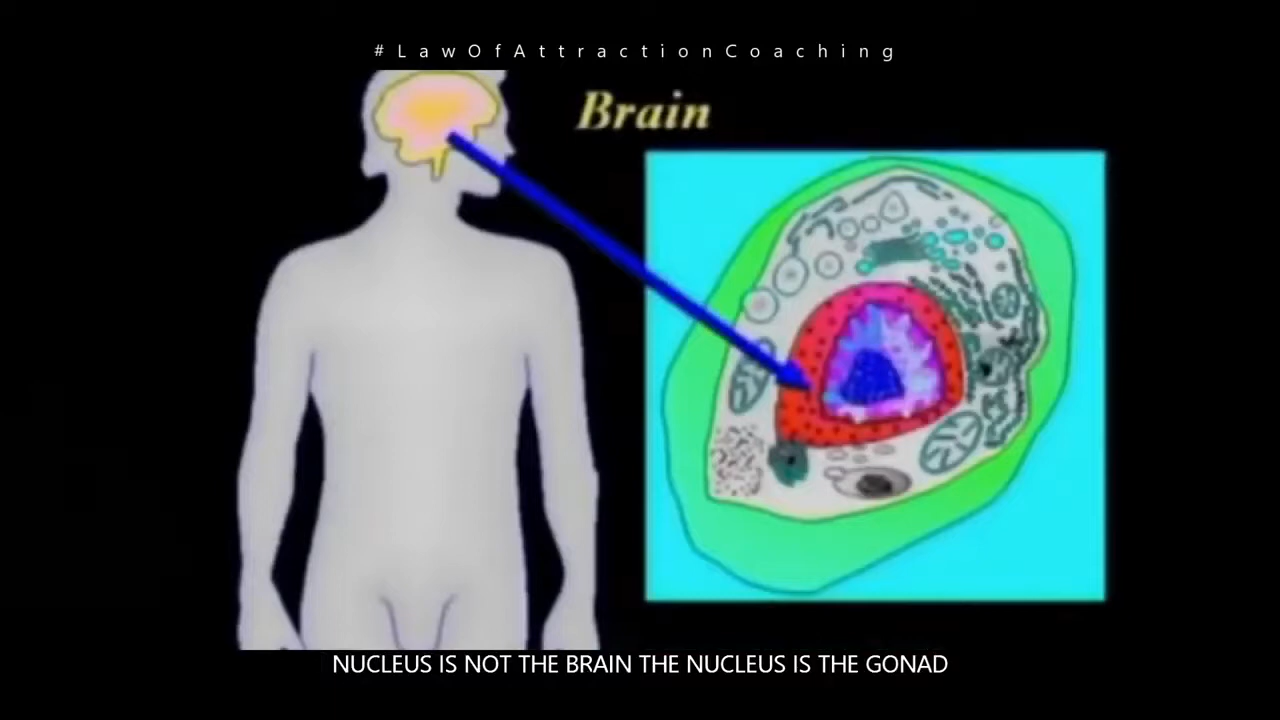 #LawOfAttractionCoaching
Brain
NUCLEUS IS NOT THE BRAIN THE NUCLEUS IS THE GONAD